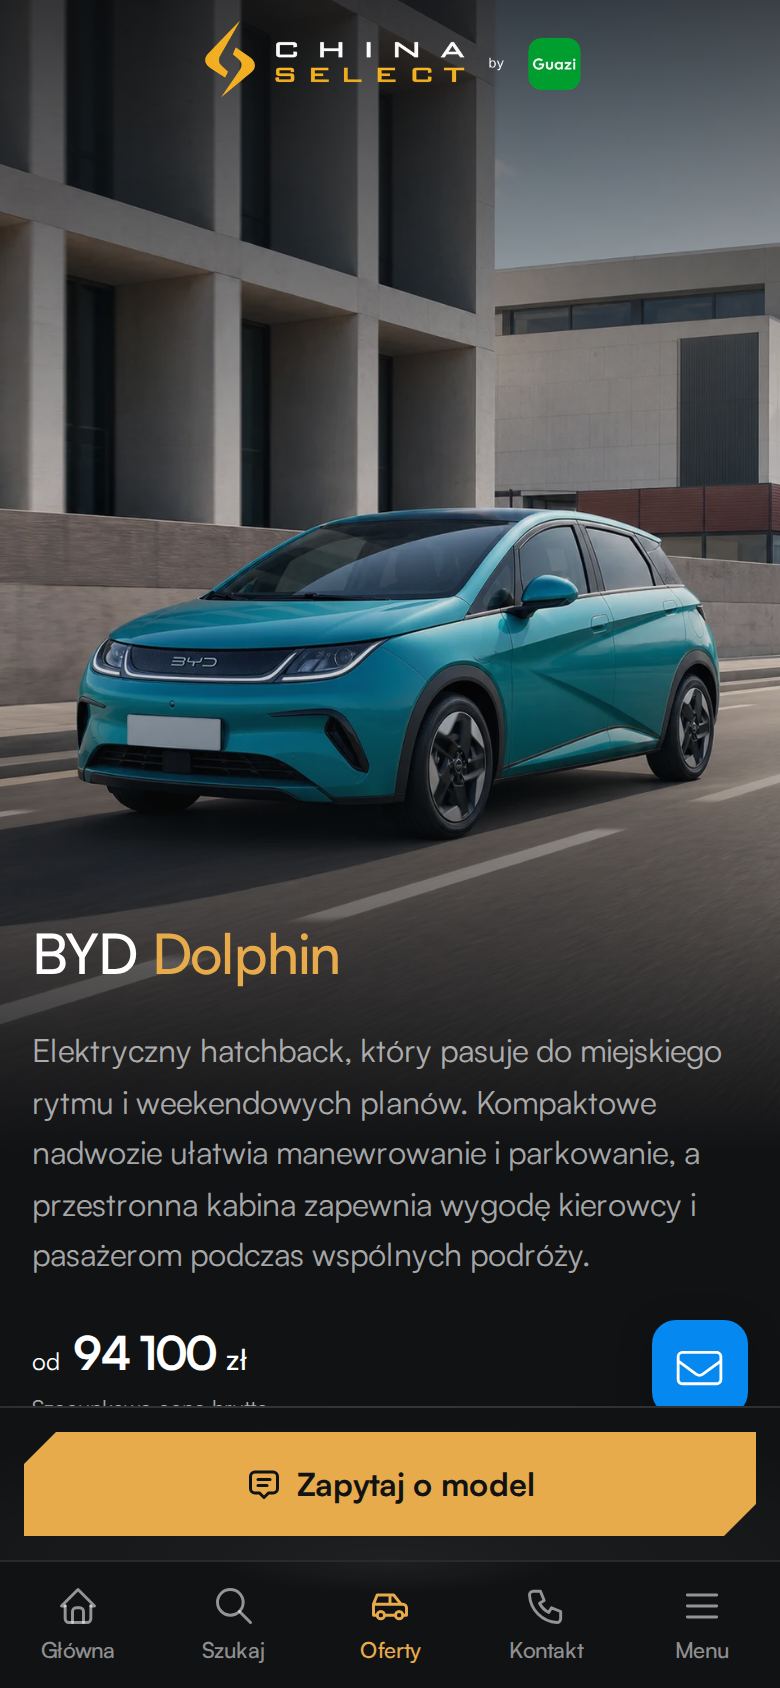 CHINA
SELECT
by
Guazi
BYD
BYD Dolphin
Elektryczny hatchback, który pasuje do miejskiego
rytmu i weekendowych planów. Kompaktowe
nadwozie ułatwia manewrowanie i parkowanie, a
przestronna kabina zapewnia wygodę kierowcy i
pasażerom podczas wspólnych podróży.
od 94 100 zł
Zapytaj o model
Główna
Szukaj
Oferty
Kontakt
Menu